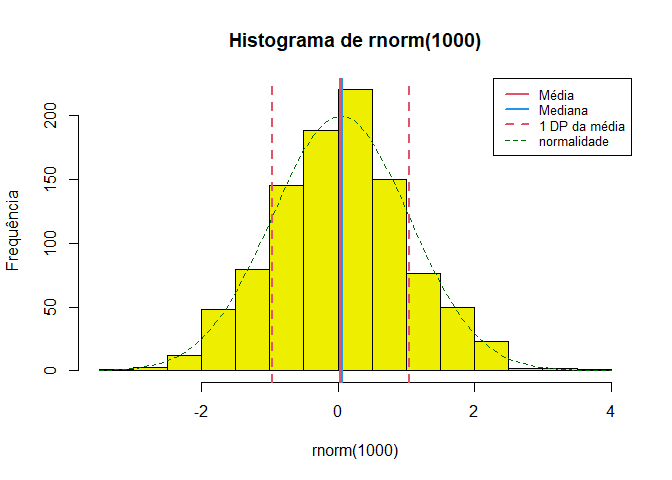 Histograma de rnorm(1000)
Média
Mediana
1 DP da média
normalidade
Frequência
200
150
100
50
0
-2
0
2
4
rnorm(1000)